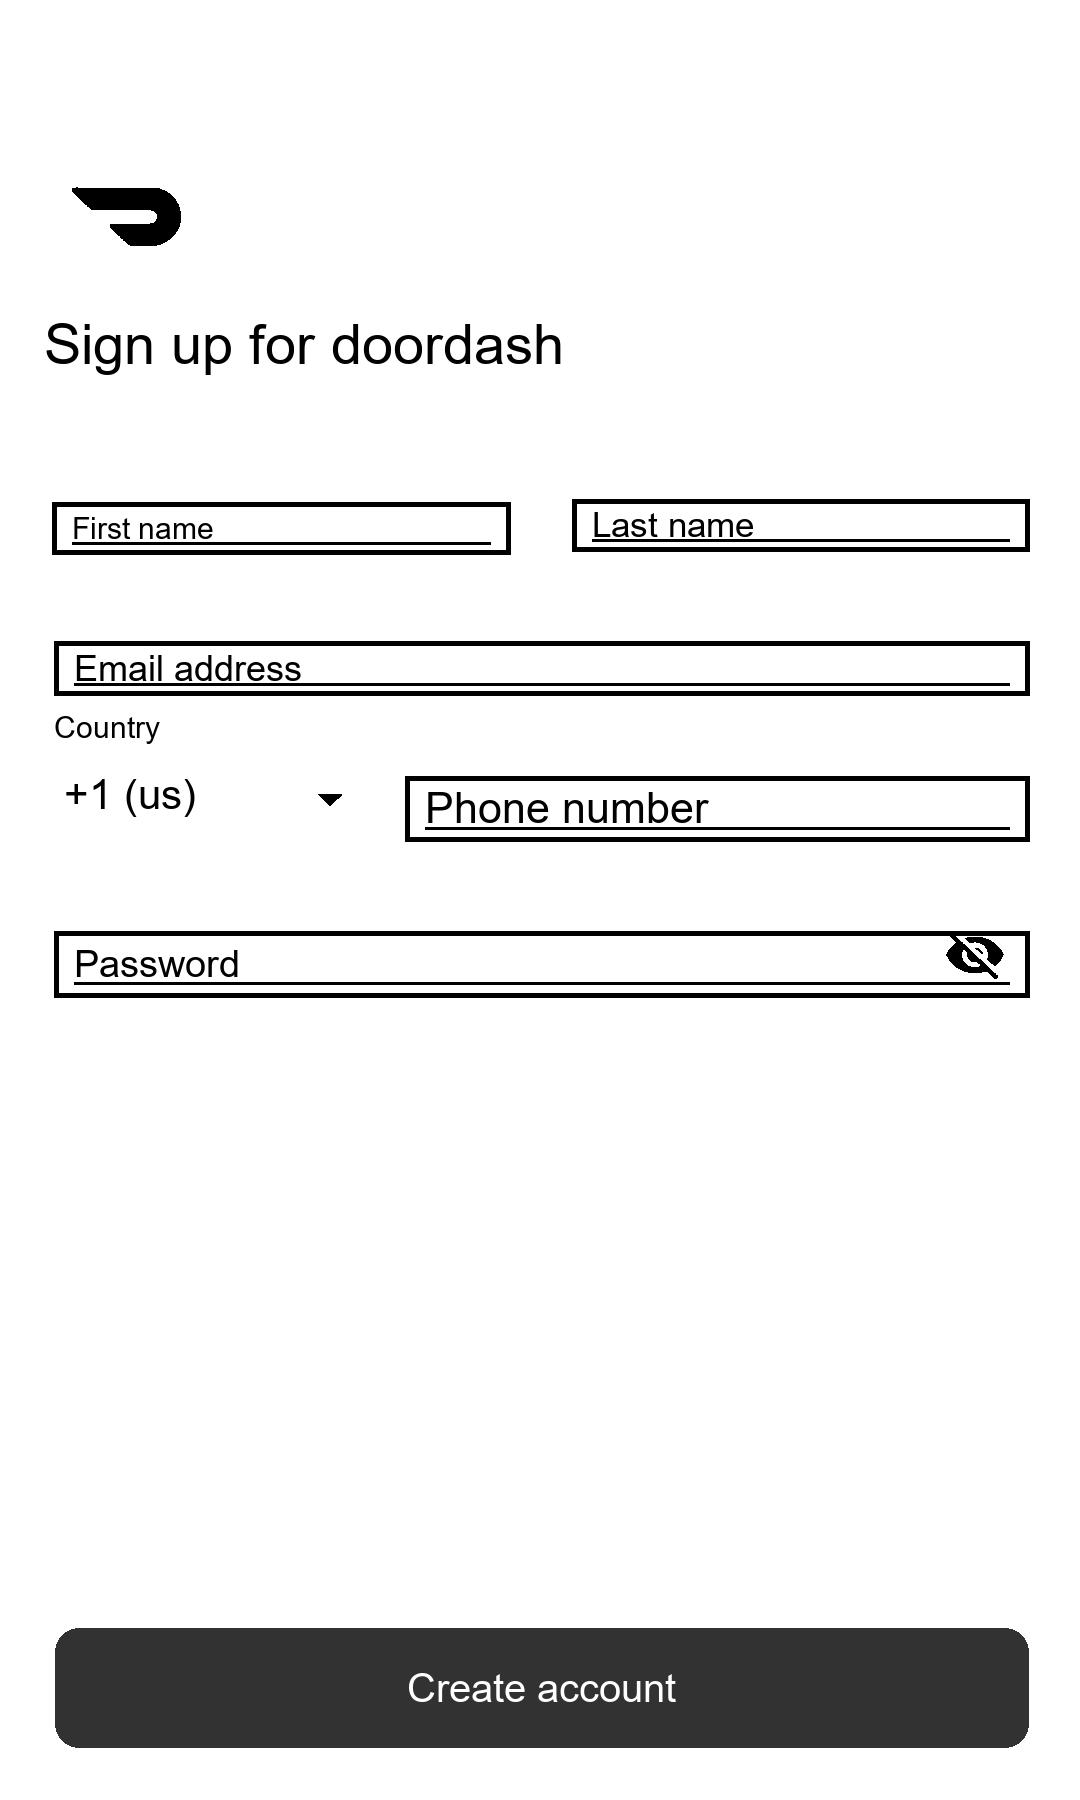 Sign up for doordash
First name
Last name
Email address
Country
+1 (us)
Phone number
Password
Create account